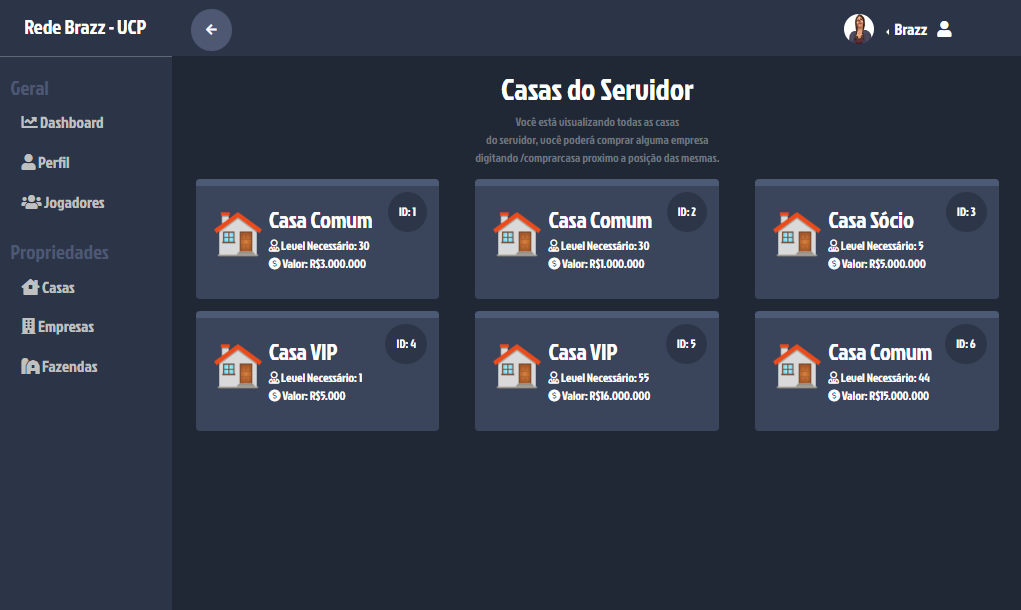 Rede Brazz - UCP
Brazz
Geral
Dashboard
Perfil
Jogadores
Propriedades
Casas
Empresas
Fazendas
Casas do Servidor
Você está visualizando todas as casas
do servidor, você poderá comprar alguma empresa
digitando /comprarcasa proximo a posição das mesmas.
Casa Comum
ID: 1
Level Necessário: 30
Valor: R$3.000.000
Casa Comum
ID: 2
Level Necessário: 30
Valor: R$1.000.000
Casa Sócio
ID: 3
Level Necessário: 5
Valor: R$5.000.000
Casa VIP
ID: 4
Level Necessário: 1
Valor: R$5.000
Casa VIP
ID: 5
Level Necessário: 55
Valor: R$16.000.000
Casa Comum
ID: 6
Level Necessário: 44
Valor: R$15.000.000